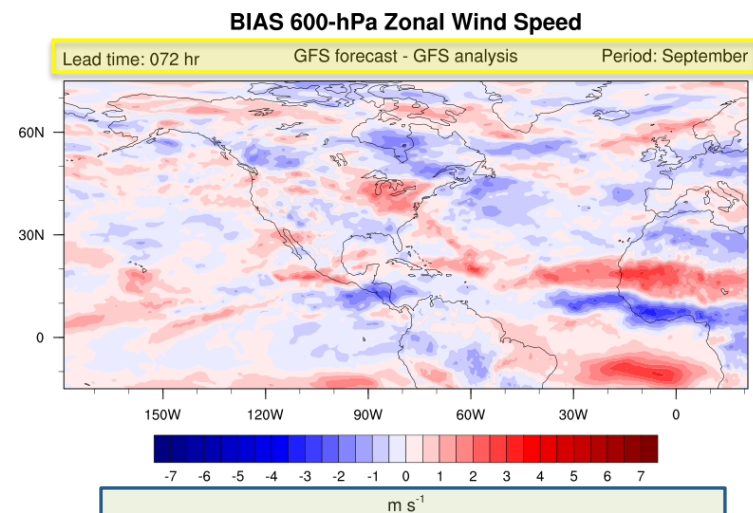 BIAS 600-hPa Zonal Wind Speed
Lead time: 072 hr GFS forecast - GFS analysis Period: September
60N
30N
0
150W 120W 90W 60W 30W 0
-7 -6 -5 -4 -3 -2 -1 0 1 2 3 4 5 6 7
m s⁻¹